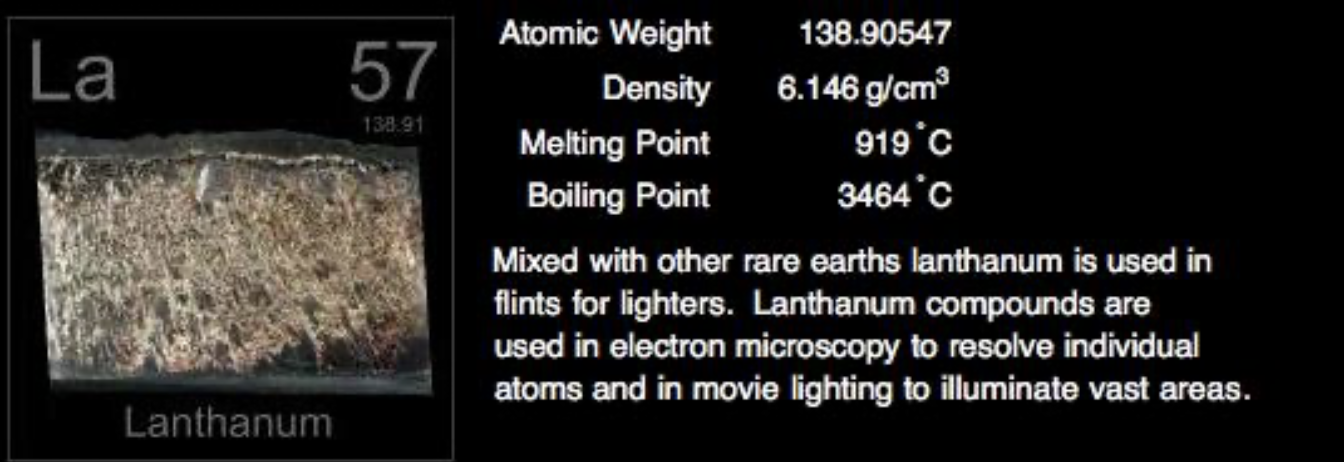 La 57
138.91
Lanthanum
Atomic Weight 138.90547
Density 6.146 g/cm³
Melting Point 919 °C
Boiling Point 3464 °C
Mixed with other rare earths lanthanum is used in
flints for lighters. Lanthanum compounds are
used in electron microscopy to resolve individual
atoms and in movie lighting to illuminate vast areas.